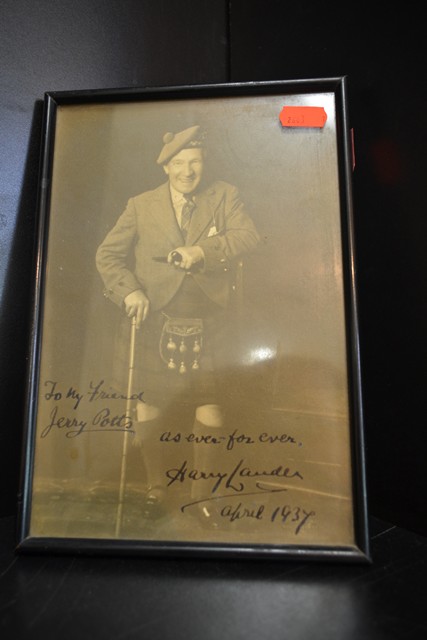 To my Friend
Jerry Potts
as ever for ever.
Harry Lauder
april 1937